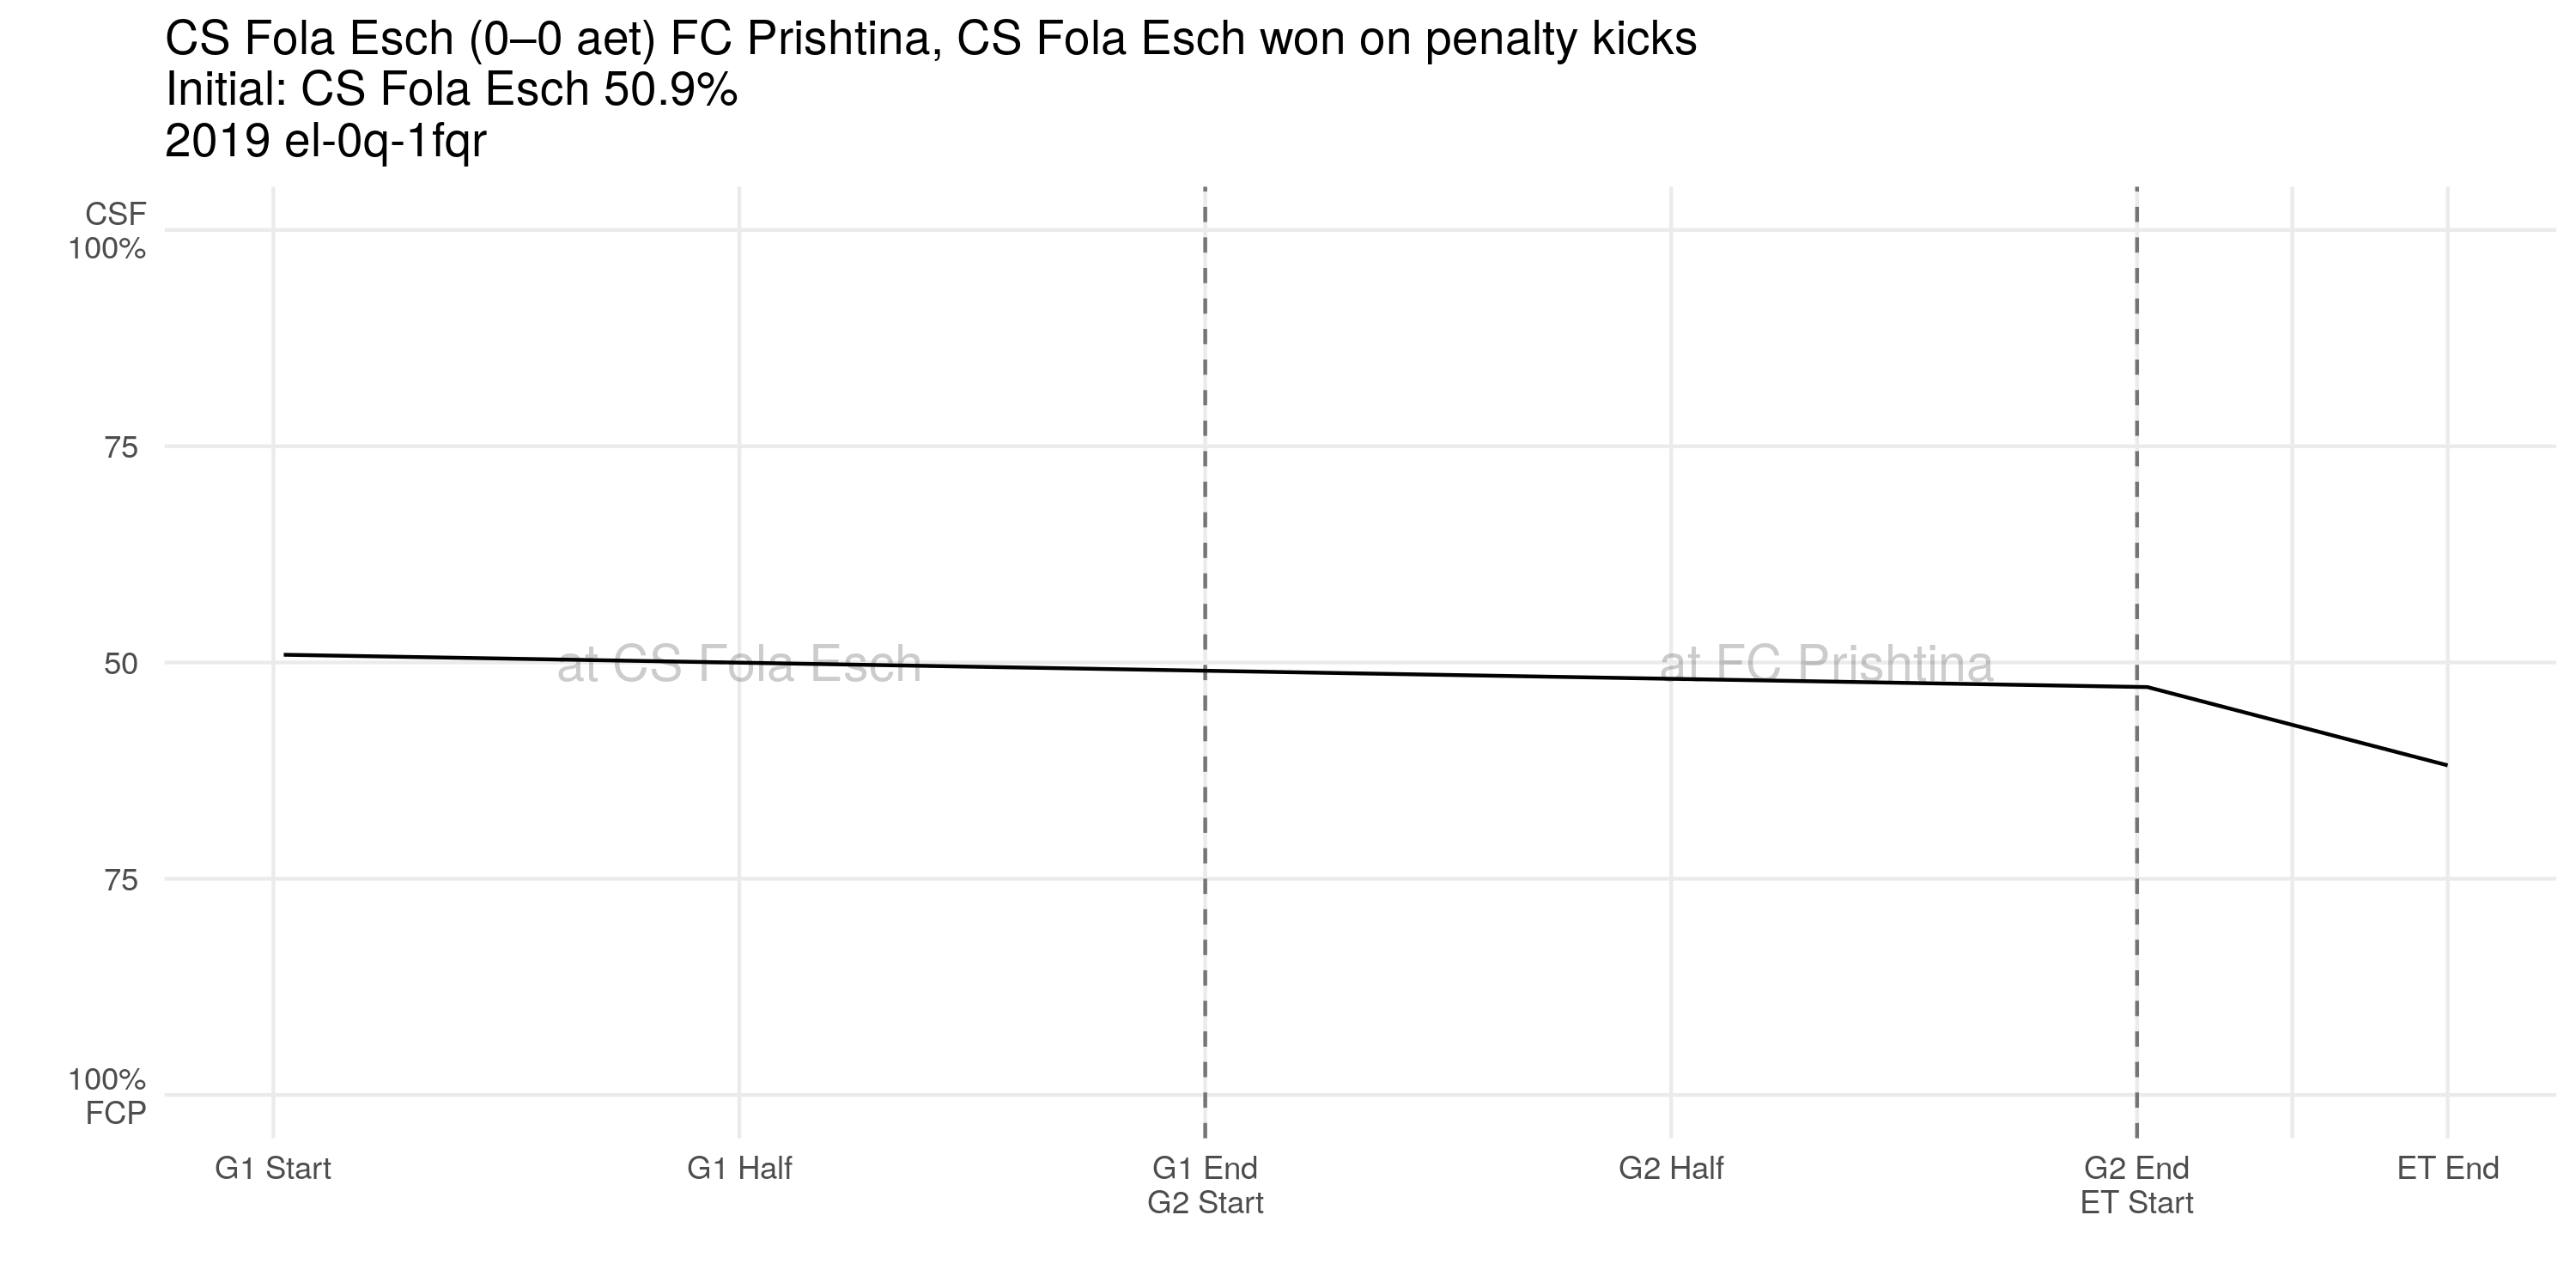 CS Fola Esch (0–0 aet) FC Prishtina, CS Fola Esch won on penalty kicks
Initial: CS Fola Esch 50.9%
2019 el-0q-1fqr
CSF
100%
75
50
75
100%
FCP
at CS Fola Esch
at FC Prishtina
G1 Start
G1 Half
G1 End
G2 Start
G2 Half
G2 End
ET Start
ET End